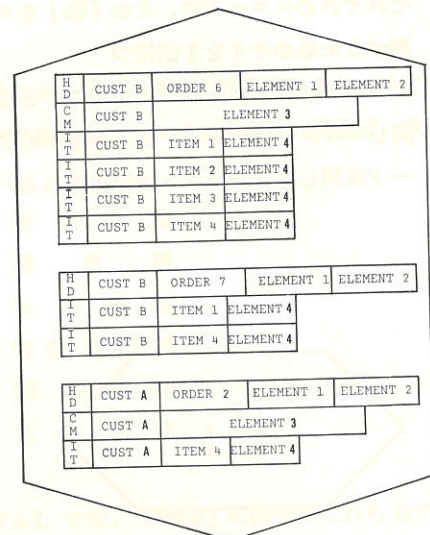 HD CUST B ORDER 6 ELEMENT 1 ELEMENT 2
CM CUST B ELEMENT 3
IT CUST B ITEM 1 ELEMENT 4
IT CUST B ITEM 2 ELEMENT 4
IT CUST B ITEM 3 ELEMENT 4
IT CUST B ITEM 4 ELEMENT 4
HD CUST B ORDER 7 ELEMENT 1 ELEMENT 2
IT CUST B ITEM 1 ELEMENT 4
IT CUST B ITEM 4 ELEMENT 4
HD CUST A ORDER 2 ELEMENT 1 ELEMENT 2
CM CUST A ELEMENT 3
IT CUST A ITEM 4 ELEMENT 4